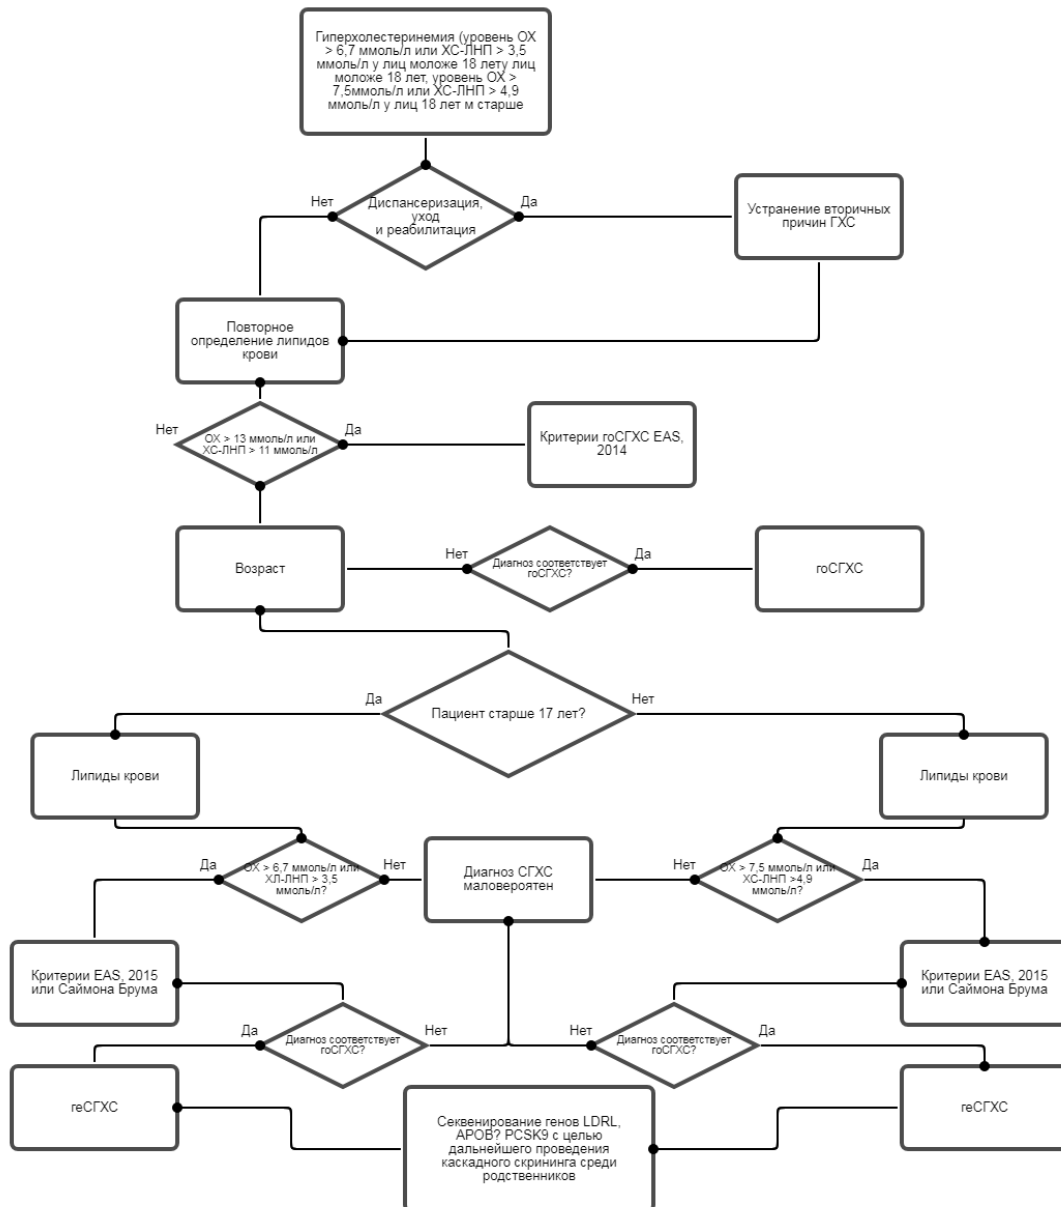 Гиперхолестеринемия (уровень ОХ
> 6,7 ммоль/л или ХС-ЛНП > 3,5
ммоль/л у лиц моложе 18 лету лиц
моложе 18 лет, уровень ОХ >
7,5ммоль/л или ХС-ЛНП > 4,9
ммоль/л у лиц 18 лет м старше
Нет
Диспансеризация,
уход
и реабилитация
Да
Устранение вторичных
причин ГХС
Повторное
определение липидов
крови
Нет
ОХ > 13 ммоль/л или
ХС-ЛНП > 11 ммоль/л
Да
Критерии гоСГХС EAS,
2014
Возраст
Нет
Диагноз соответствует
гоСГХС?
Да
гоСГХС
Да
Пациент старше 17 лет?
Нет
Липиды крови
Липиды крови
Да
ОХ > 6,7 ммоль/л или
ХЛ-ЛНП > 3,5
ммоль/л?
Нет
Диагноз СГХС
маловероятен
Нет
ОХ > 7,5 ммоль/л или
ХС-ЛНП >4,9
ммоль/л?
Да
Критерии EAS, 2015
или Саймона Брума
Критерии EAS, 2015
или Саймона Брума
Да
Диагноз соответствует
гоСГХС?
Нет
Нет
Диагноз соответствует
гоСГХС?
Да
геСГХС
Секвенирование генов LDRL,
APOB? PCSK9 с целью
дальнейшего проведения
каскадного скрининга среди
родственников
геСГХС